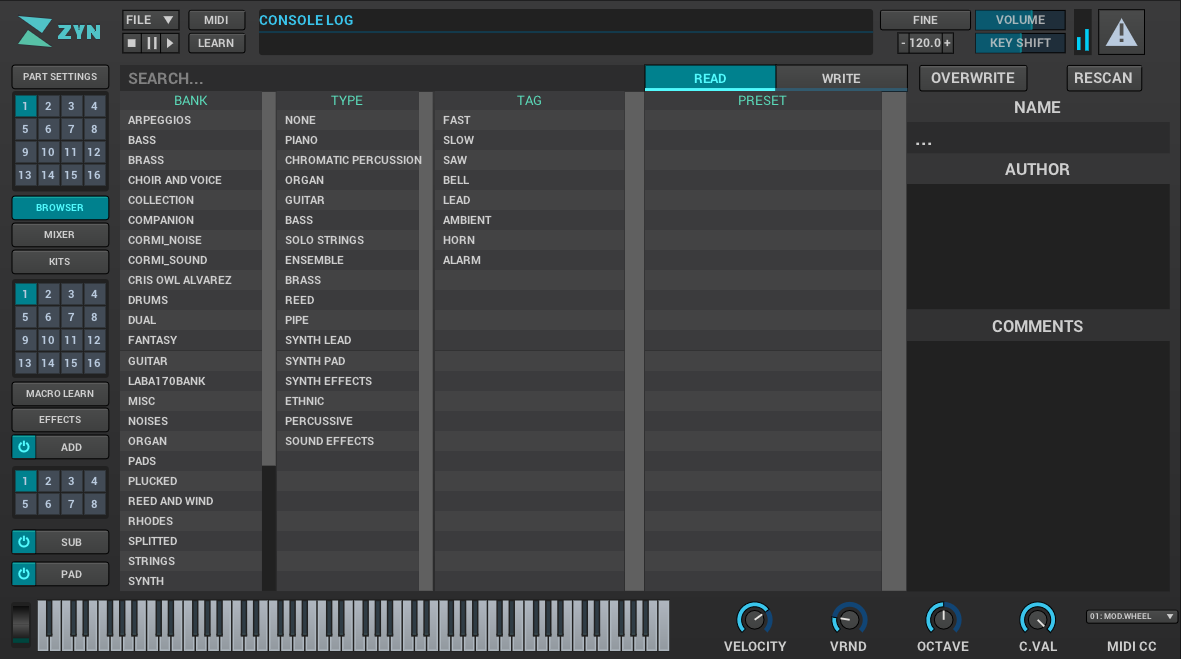 ZYN
FILE
MIDI
LEARN
CONSOLE LOG
FINE
- 120.0 +
VOLUME
KEY SHIFT
PART SETTINGS
1 2 3 4
5 6 7 8
9 10 11 12
13 14 15 16
BROWSER
MIXER
KITS
1 2 3 4
5 6 7 8
9 10 11 12
13 14 15 16
MACRO LEARN
EFFECTS
ADD
1 2 3 4
5 6 7 8
SUB
PAD
SEARCH...
READ
WRITE
OVERWRITE
RESCAN
BANK
ARPEGGIOS
BASS
BRASS
CHOIR AND VOICE
COLLECTION
COMPANION
CORMI_NOISE
CORMI_SOUND
CRIS OWL ALVAREZ
DRUMS
DUAL
FANTASY
GUITAR
LABA170BANK
MISC
NOISES
ORGAN
PADS
PLUCKED
REED AND WIND
RHODES
SPLITTED
STRINGS
SYNTH
TYPE
NONE
PIANO
CHROMATIC PERCUSSION
ORGAN
GUITAR
BASS
SOLO STRINGS
ENSEMBLE
BRASS
REED
PIPE
SYNTH LEAD
SYNTH PAD
SYNTH EFFECTS
ETHNIC
PERCUSSIVE
SOUND EFFECTS
TAG
FAST
SLOW
SAW
BELL
LEAD
AMBIENT
HORN
ALARM
PRESET
NAME
...
AUTHOR
COMMENTS
VELOCITY
VRND
OCTAVE
C.VAL
01: MOD.WHEEL
MIDI CC